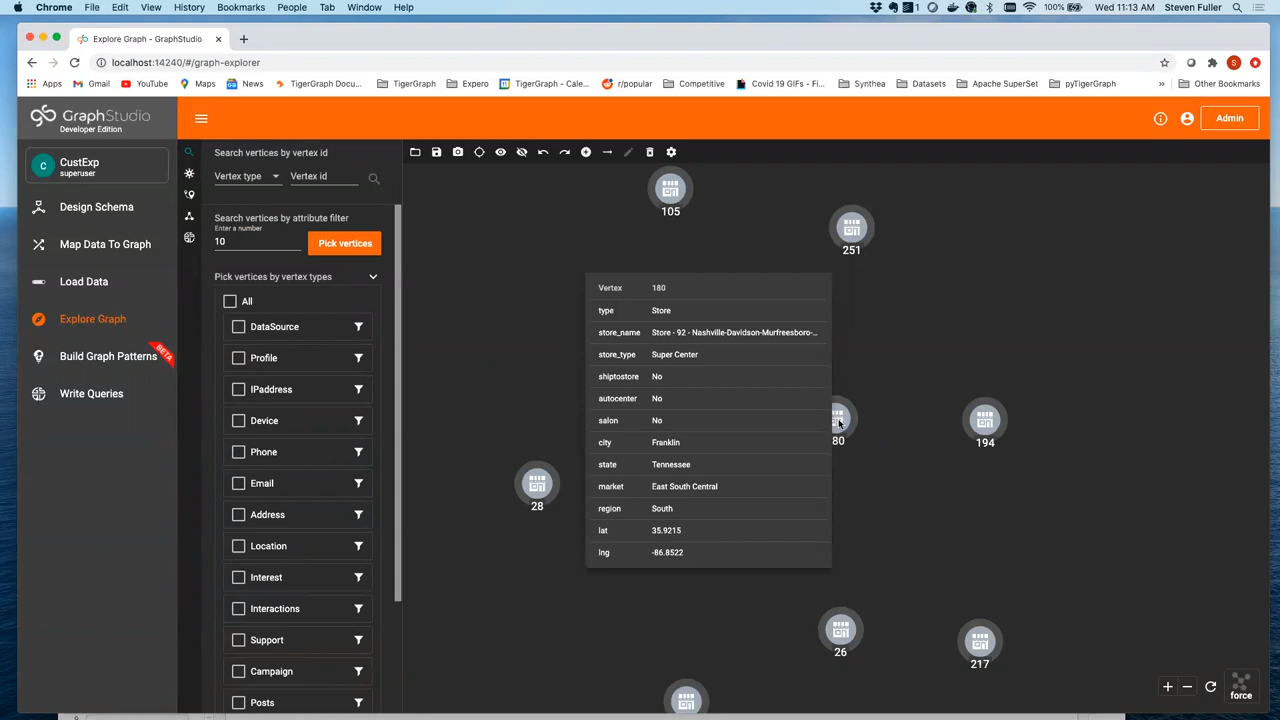 Chrome File Edit View History Bookmarks People Tab Window Help 1 100% Wed 11:13 AM Steven Fuller
Explore Graph - GraphStudio
localhost:14240/#/graph-explorer S
Apps Gmail YouTube Maps News TigerGraph Docu... TigerGraph Expero TigerGraph - Cale... r/popular Competitive Covid 19 GIFs - Fi... Synthea Datasets Apache SuperSet pyTigerGraph » Other Bookmarks
GraphStudio
Developer Edition
Admin
C CustExp
superuser
Design Schema
Map Data To Graph
Load Data
Explore Graph
Build Graph Patterns
BETA
Write Queries
Search vertices by vertex id
Vertex type Vertex id
Search vertices by attribute filter
Enter a number
10 Pick vertices
Pick vertices by vertex types
All
DataSource
Profile
IPaddress
Device
Phone
Email
Address
Location
Interest
Interactions
Support
Campaign
Posts
105
251
Vertex 180
type Store
store_name Store - 92 - Nashville-Davidson-Murfreesboro-...
store_type Super Center
shiptostore No
autocenter No
salon No
city Franklin
state Tennessee
market East South Central
region South
lat 35.9215
lng -86.8522
80
194
28
26
217
force